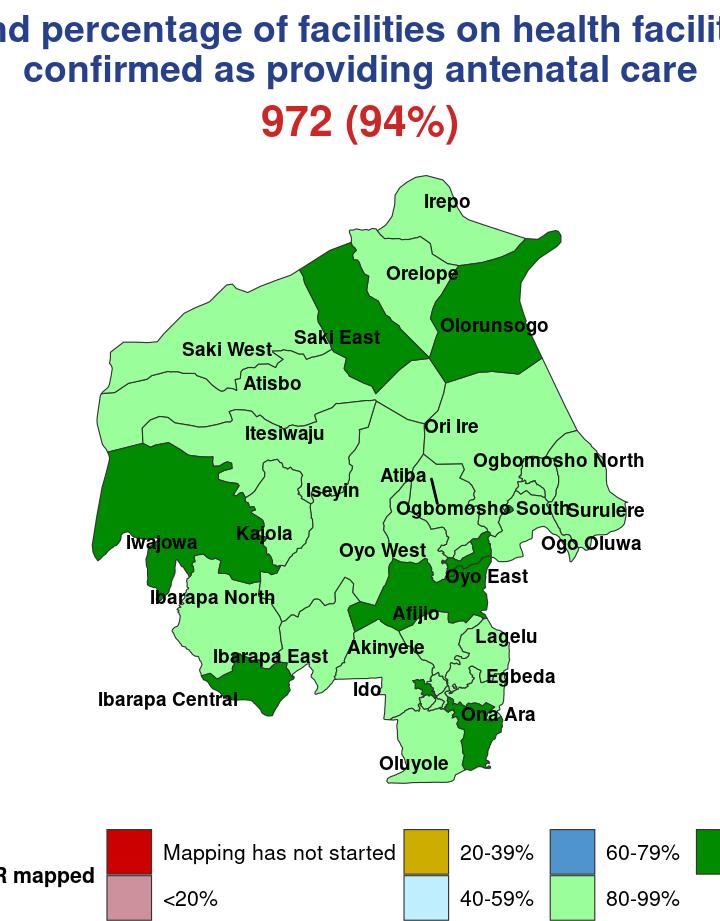 nd percentage of facilities on health facilit
confirmed as providing antenatal care
972 (94%)
Irepo
Orelope
Olorunsogo
Saki East
Saki West
Atisbo
Itesiwaju
Ori Ire
Ogbomosho North
Atiba
Iseyin
Ogbomosho South
Surulere
Kajola
Iwajowa
Oyo West
Ogo Oluwa
Oyo East
Ibarapa North
Afijio
Lagelu
Akinyele
Ibarapa East
Egbeda
Ido
Ibarapa Central
Ona Ara
Oluyole
R mapped
Mapping has not started
20-39%
60-79%
<20%
40-59%
80-99%